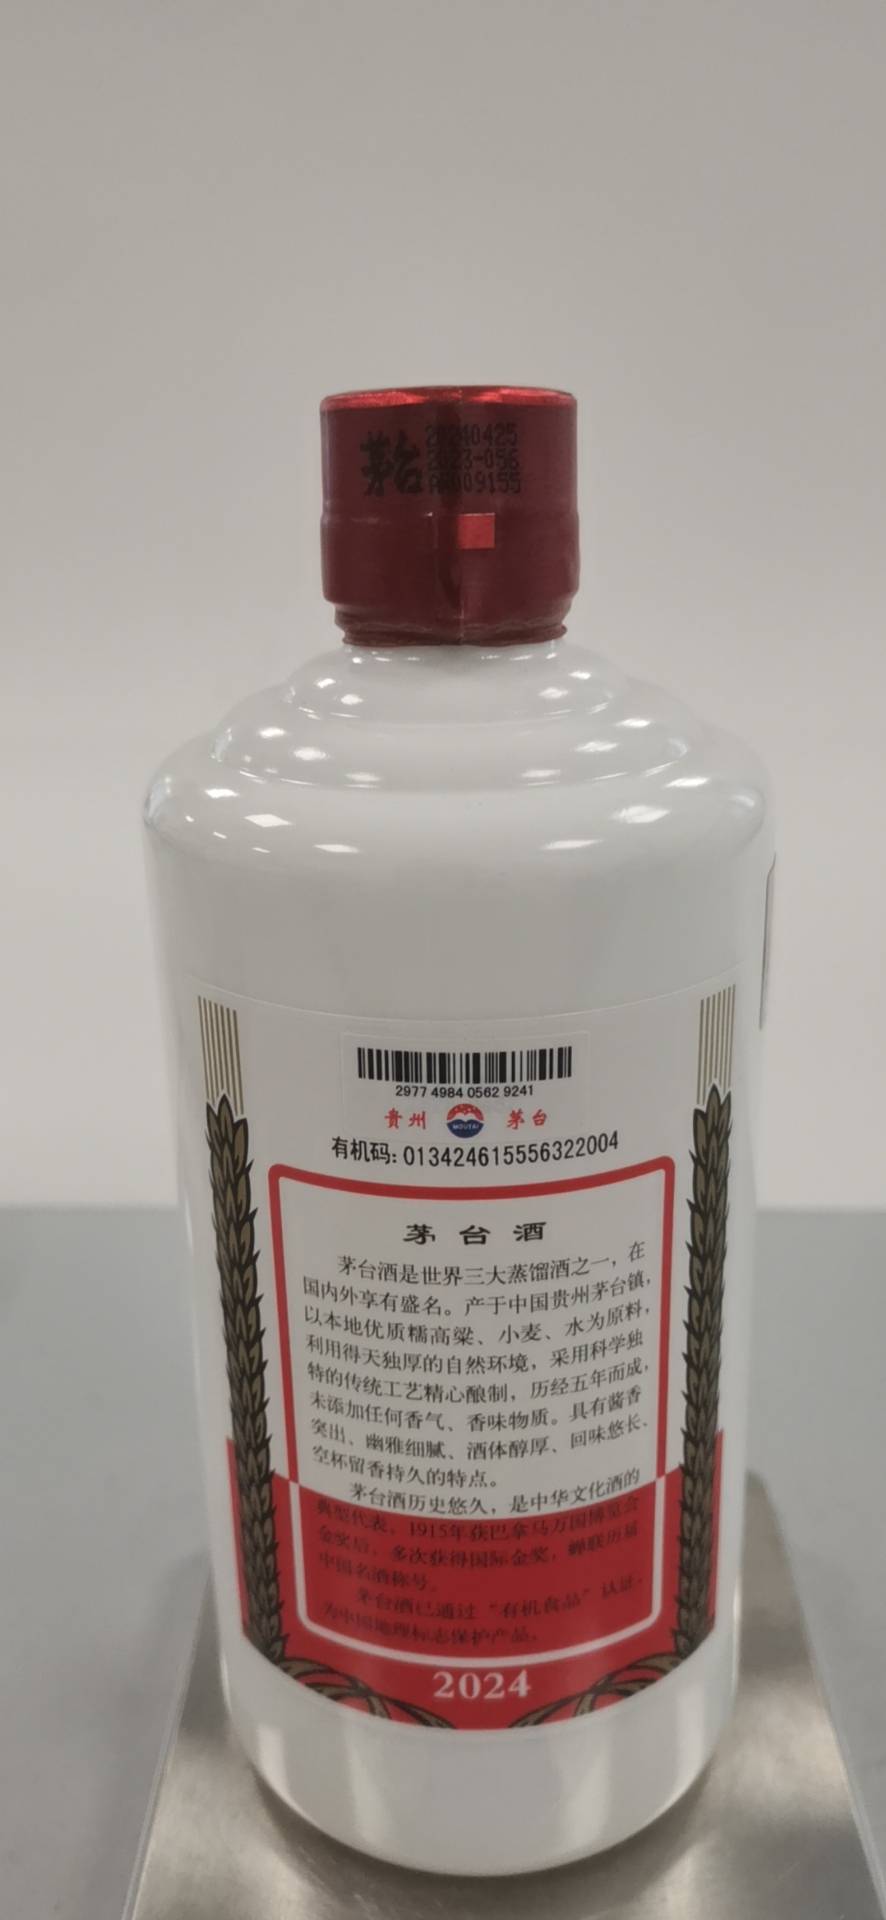 茅台
20240425
2023-056
009155
2977 4984 0562 9241
贵州 MOUTAI 茅台
有机码:013424615556322004
茅台酒
茅台酒是世界三大蒸馏酒之一,在
国内外享有盛名。产于中国贵州茅台镇,
以本地优质糯高粱、小麦、水为原料,
利用得天独厚的自然环境,采用科学独
特的传统工艺精心酿制,历经五年而成,
未添加任何香气、香味物质。具有酱香
突出、幽雅细腻、酒体醇厚、回味悠长、
空杯留香持久的特点。
茅台酒历史悠久,是中华文化酒的
典型代表,1915年获巴拿马万国博览会
金奖后,多次获得国际金奖,蝉联历届
中国名酒称号。
茅台酒已通过“有机食品”认证,
为中国地理标志保护产品。
2024